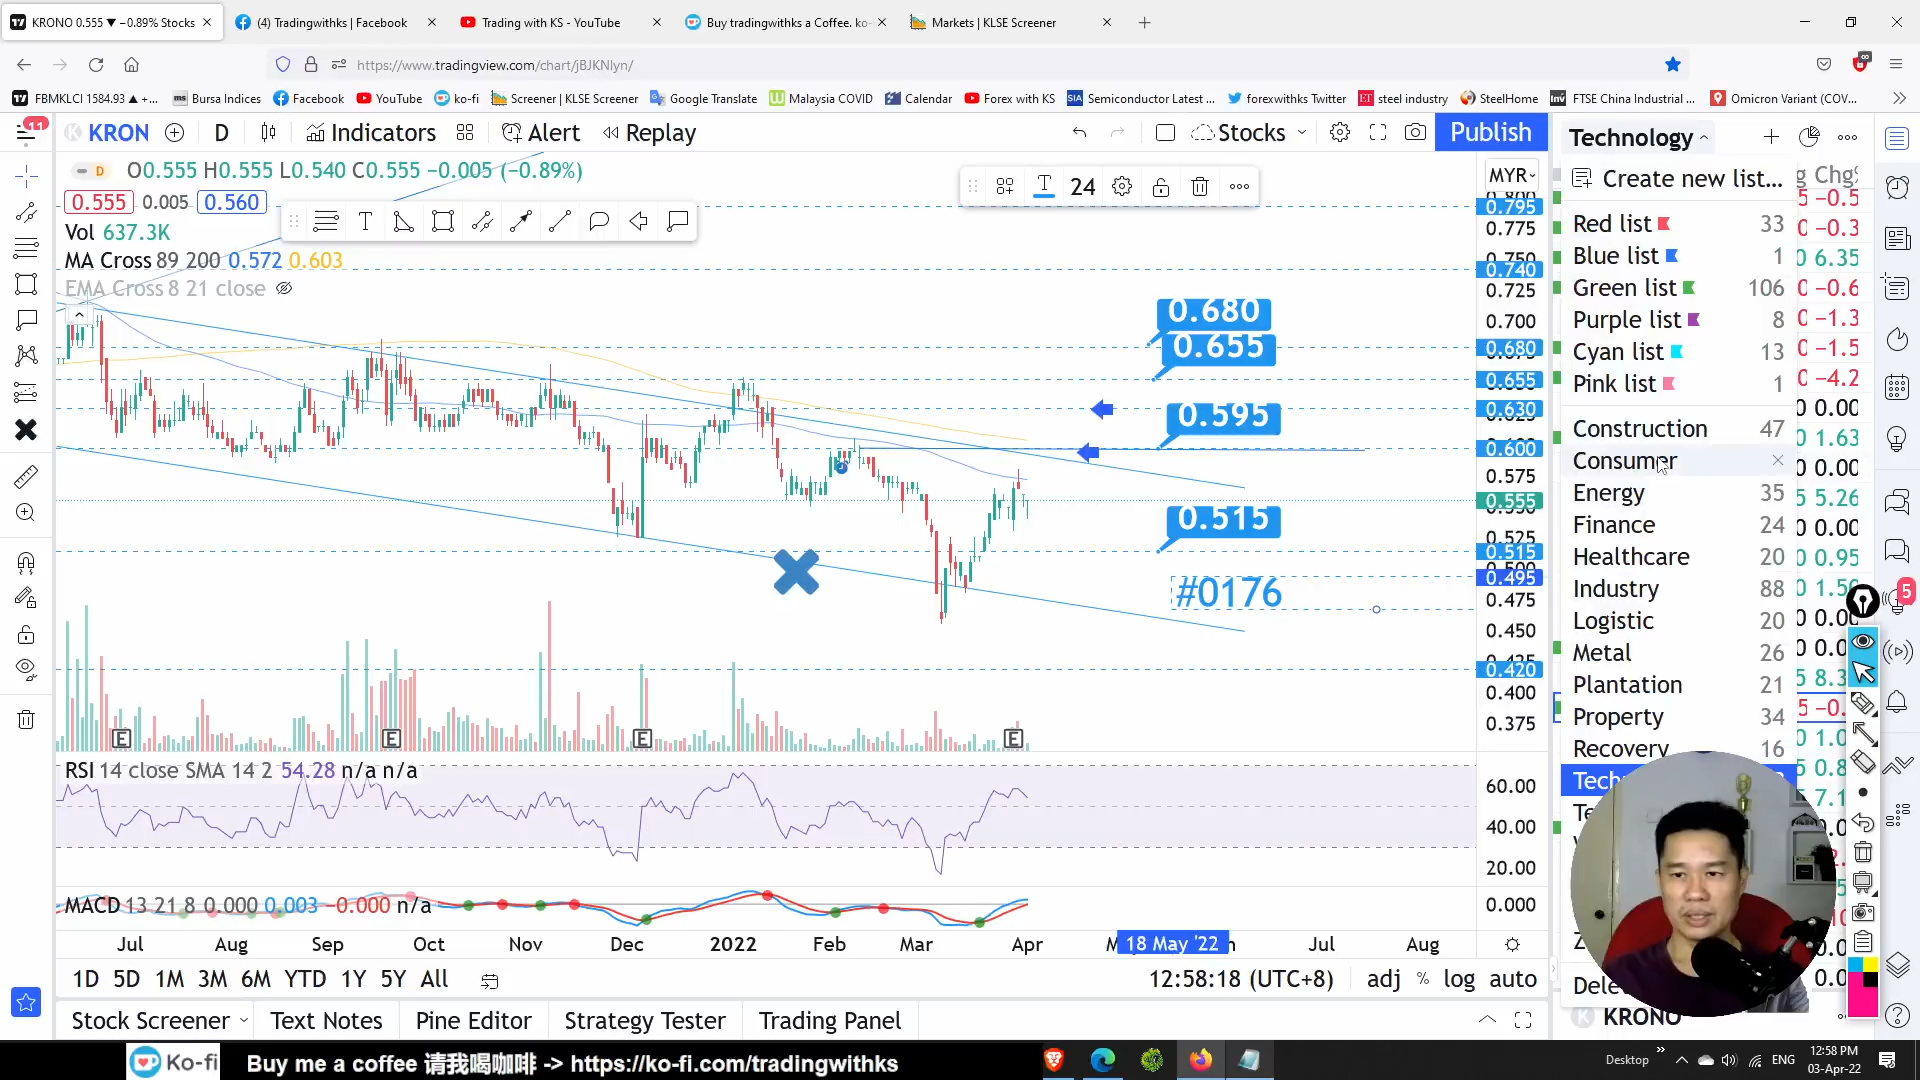 KRONO 0.555 ▼ −0.89% Stocks
(4) Tradingwithks | Facebook
Trading with KS - YouTube
Buy tradingwithks a Coffee. ko-
Markets | KLSE Screener
https://www.tradingview.com/chart/jBJKNlyn/
FBMKLCI 1584.93 ▲ +...
Bursa Indices
Facebook
YouTube
ko-fi
Screener | KLSE Screener
Google Translate
Malaysia COVID
Calendar
Forex with KS
Semiconductor Latest ...
forexwithks Twitter
steel industry
SteelHome
FTSE China Industrial ...
Omicron Variant (COV...
11
KRON
D
Indicators
Alert
Replay
Stocks
Publish
Technology
D O0.555 H0.555 L0.540 C0.555 −0.005 (−0.89%)
0.555 0.005 0.560
Vol 637.3K
MA Cross 89 200 0.572 0.603
EMA Cross 8 21 close
T
T
24
MYR
0.795
0.775
0.740
0.725
0.700
0.680
0.655
0.630
0.600
0.575
0.555
0.525
0.515
0.495
0.475
0.450
0.420
0.400
0.375
0.680
0.655
0.595
0.515
#0176
E
E
E
E
RSI 14 close SMA 14 2 54.28 n/a n/a
60.00
40.00
20.00
MACD 13 21 8 0.000 0.003 −0.000 n/a
0.000
Jul Aug Sep Oct Nov Dec 2022 Feb Mar Apr 18 May '22 Jul Aug
1D 5D 1M 3M 6M YTD 1Y 5Y All
12:58:18 (UTC+8)
adj % log auto
Stock Screener
Text Notes
Pine Editor
Strategy Tester
Trading Panel
Create new list...
Red list 33
Blue list 1
Green list 106
Purple list 8
Cyan list 13
Pink list 1
Construction 47
Consumer
Energy 35
Finance 24
Healthcare 20
Industry 88
Logistic 20
Metal 26
Plantation 21
Property 34
Recovery 16
Chg%
5
KRONO
Ko-fi
Buy me a coffee 请我喝咖啡 -> https://ko-fi.com/tradingwithks
Desktop
ENG
12:58 PM
03-Apr-22